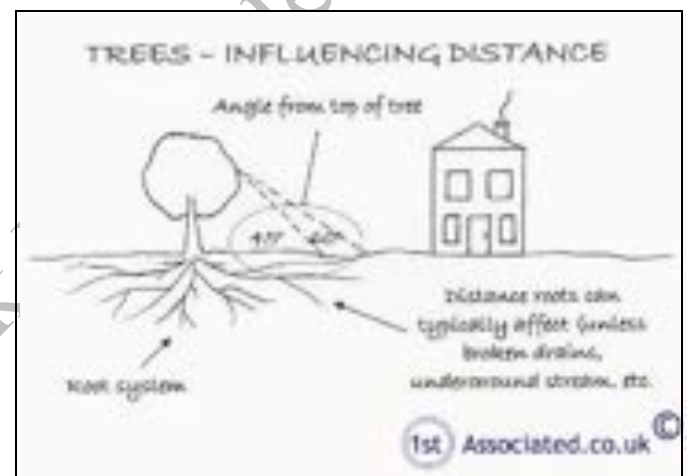 TREES - INFLUENCING DISTANCE
Angle from top of tree
45°
Distance roots can
typically affect (unless
broken drains,
underground stream, etc.
Root system
1st Associated.co.uk ©